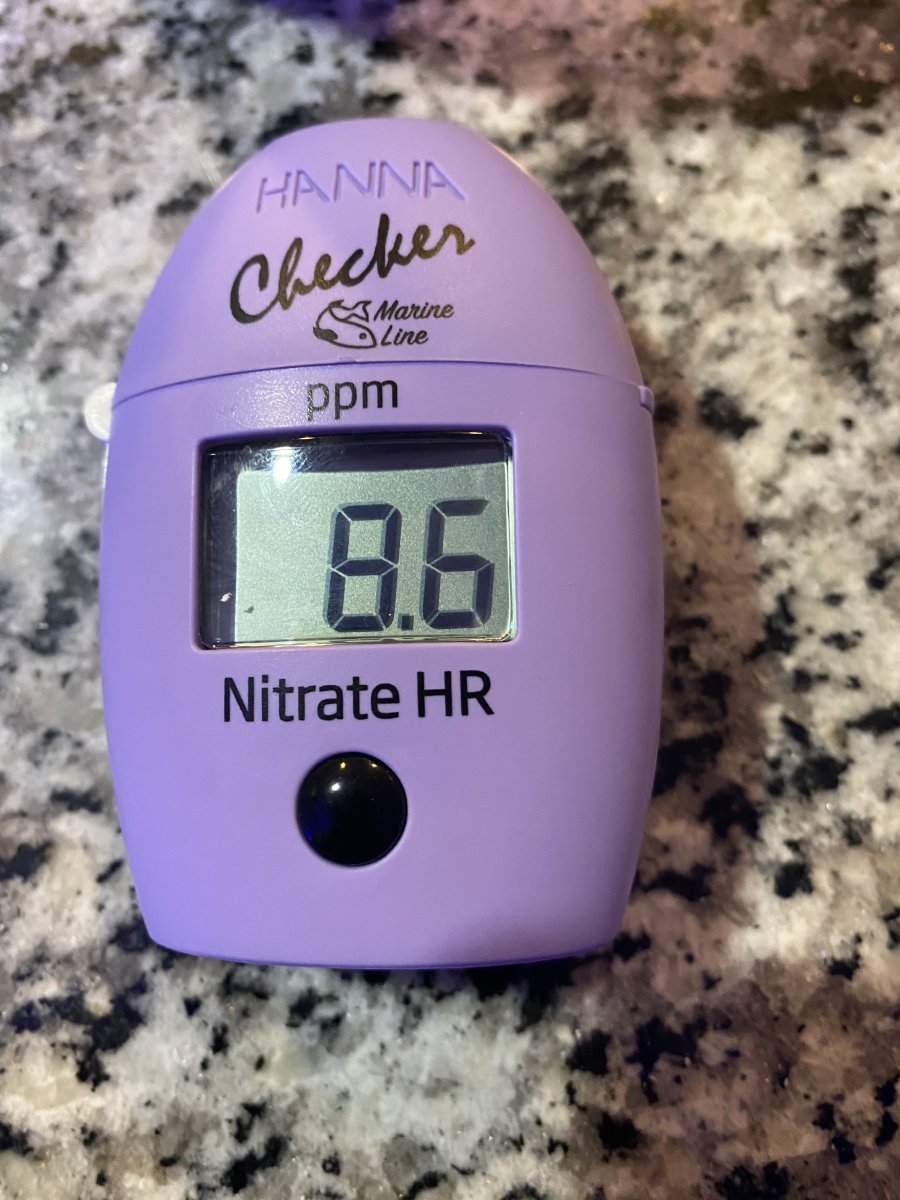 HANNA
Checker
Marine
Line
ppm
8.6
Nitrate HR